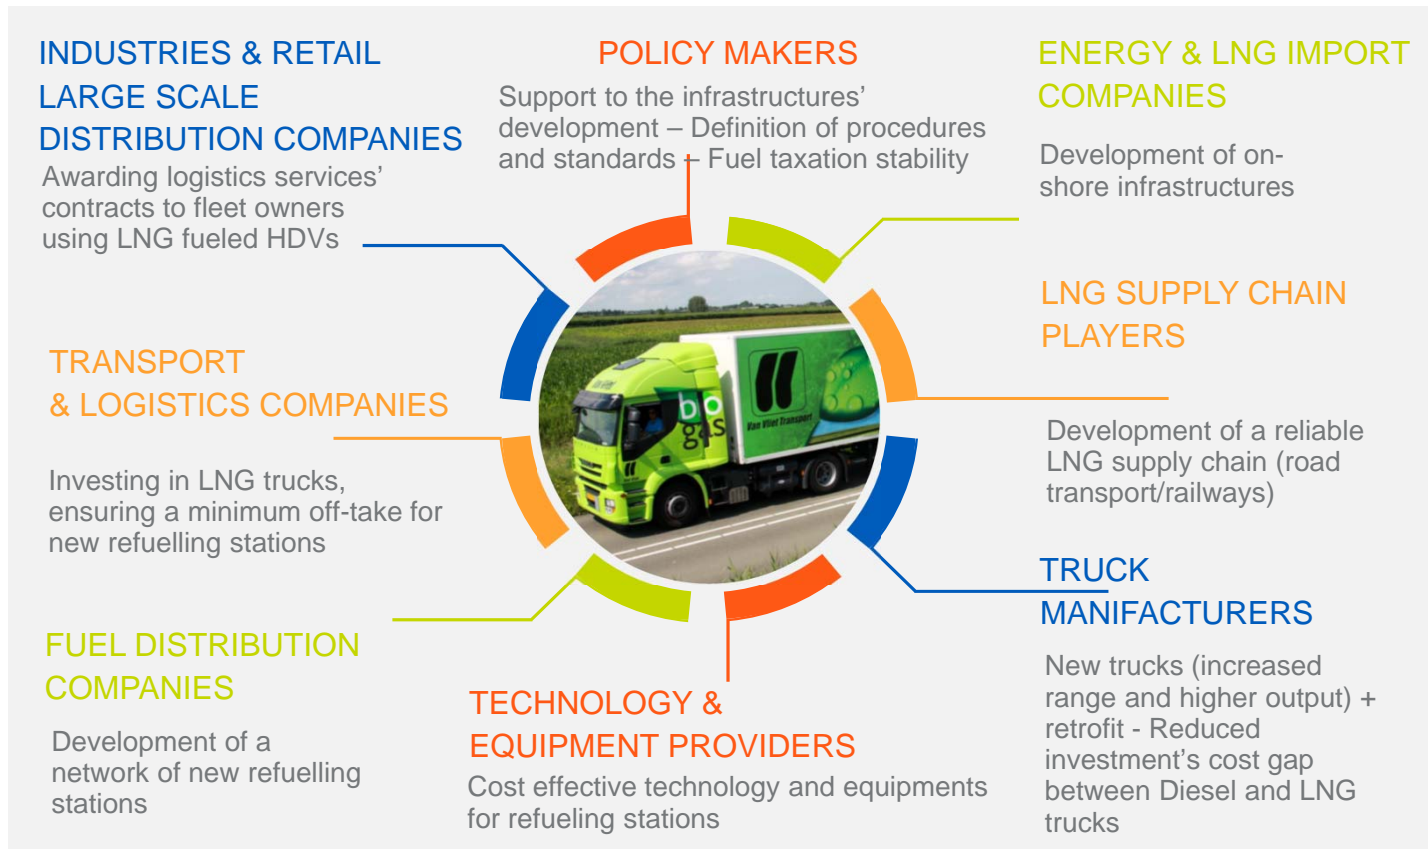 INDUSTRIES & RETAIL
LARGE SCALE
DISTRIBUTION COMPANIES
Awarding logistics services’
contracts to fleet owners
using LNG fueled HDVs
POLICY MAKERS
Support to the infrastructures’
development – Definition of procedures
and standards – Fuel taxation stability
ENERGY & LNG IMPORT
COMPANIES
Development of on-
shore infrastructures
LNG SUPPLY CHAIN
PLAYERS
Development of a reliable
LNG supply chain (road
transport/railways)
TRANSPORT
& LOGISTICS COMPANIES
Investing in LNG trucks,
ensuring a minimum off-take for
new refuelling stations
bio
gas
Van Vliet Transport
TRUCK
MANIFACTURERS
New trucks (increased
range and higher output) +
retrofit - Reduced
investment’s cost gap
between Diesel and LNG
trucks
FUEL DISTRIBUTION
COMPANIES
Development of a
network of new refuelling
stations
TECHNOLOGY &
EQUIPMENT PROVIDERS
Cost effective technology and equipments
for refueling stations